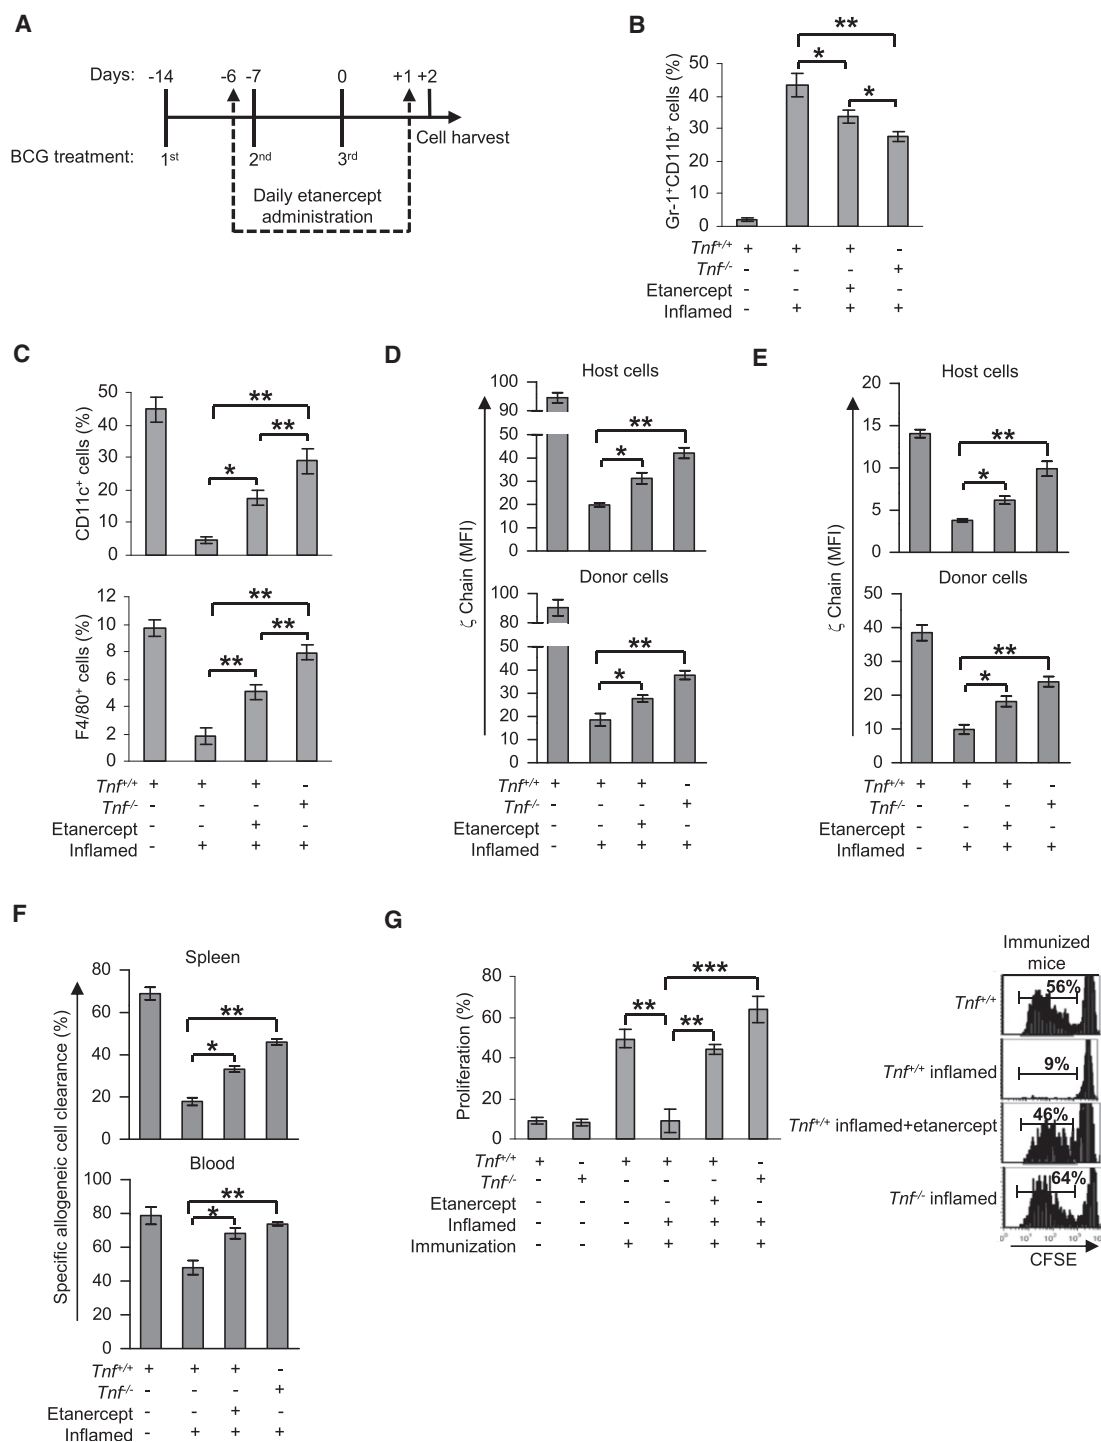 A
Days: -14 -6 -7 0 +1 +2
Cell harvest
BCG treatment: 1st 2nd 3rd
Daily etanercept
administration
B
** 
*
*
Gr-1+CD11b+ cells (%)
50
40
30
20
10
0
Tnf+/+ + + + -
Tnf-/- - - - +
Etanercept - - + -
Inflamed - + + +
C
CD11c+ cells (%)
50
40
30
20
10
0
**
**
*
F4/80+ cells (%)
12
10
8
6
4
2
0
**
**
**
Tnf+/+ + + + -
Tnf-/- - - - +
Etanercept - - + -
Inflamed - + + +
D
ζ Chain (MFI)
Host cells
100
90
50
40
30
20
10
0
**
*
Donor cells
100
80
50
40
30
20
10
0
**
*
Tnf+/+ + + + -
Tnf-/- - - - +
Etanercept - - + -
Inflamed - + + +
E
ζ Chain (MFI)
Host cells
20
15
10
5
0
**
*
Donor cells
50
40
30
20
10
0
**
*
Tnf+/+ + + + -
Tnf-/- - - - +
Etanercept - - + -
Inflamed - + + +
F
Specific allogeneic cell clearance (%)
Spleen
80
60
40
20
0
**
*
Blood
100
80
60
40
20
0
**
*
Tnf+/+ + + + -
Tnf-/- - - - +
Etanercept - - + -
Inflamed - + + +
G
Proliferation (%)
80
60
40
20
0
***
**
**
Tnf+/+ + - + + + -
Tnf-/- - + - - - +
Etanercept - - - - + -
Inflamed - - - + + +
Immunization - - + + + +
Immunized
mice
Tnf+/+ 56%
Tnf+/+ inflamed 9%
Tnf+/+ inflamed+etanercept 46%
Tnf-/- inflamed 64%
CFSE